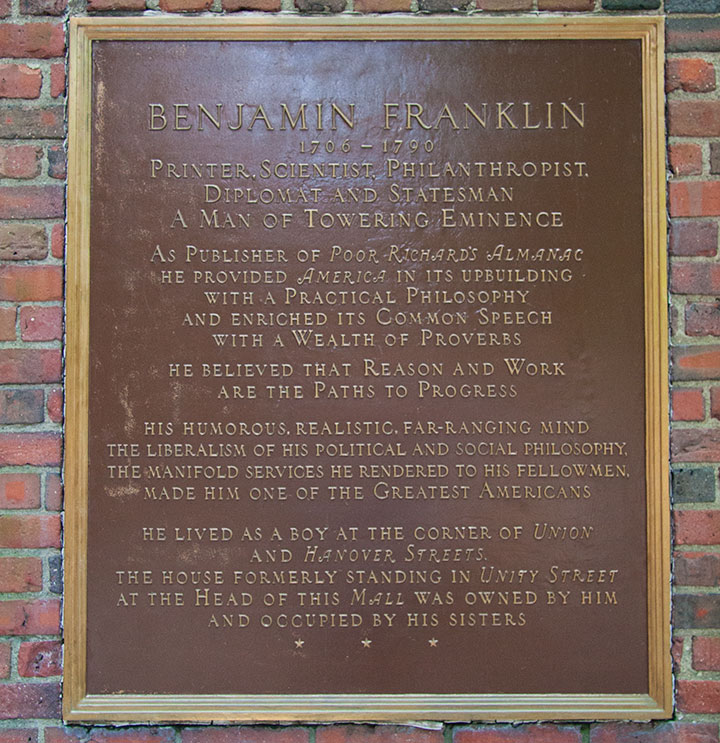 BENJAMIN FRANKLIN
1706 – 1790
PRINTER, SCIENTIST, PHILANTHROPIST,
DIPLOMAT AND STATESMAN
A MAN OF TOWERING EMINENCE
AS PUBLISHER OF POOR RICHARD'S ALMANAC
HE PROVIDED AMERICA IN ITS UPBUILDING
WITH A PRACTICAL PHILOSOPHY
AND ENRICHED ITS COMMON SPEECH
WITH A WEALTH OF PROVERBS
HE BELIEVED THAT REASON AND WORK
ARE THE PATHS TO PROGRESS
HIS HUMOROUS, REALISTIC, FAR-RANGING MIND
THE LIBERALISM OF HIS POLITICAL AND SOCIAL PHILOSOPHY,
THE MANIFOLD SERVICES HE RENDERED TO HIS FELLOWMEN,
MADE HIM ONE OF THE GREATEST AMERICANS
HE LIVED AS A BOY AT THE CORNER OF UNION
AND HANOVER STREETS.
THE HOUSE FORMERLY STANDING IN UNITY STREET
AT THE HEAD OF THIS MALL WAS OWNED BY HIM
AND OCCUPIED BY HIS SISTERS